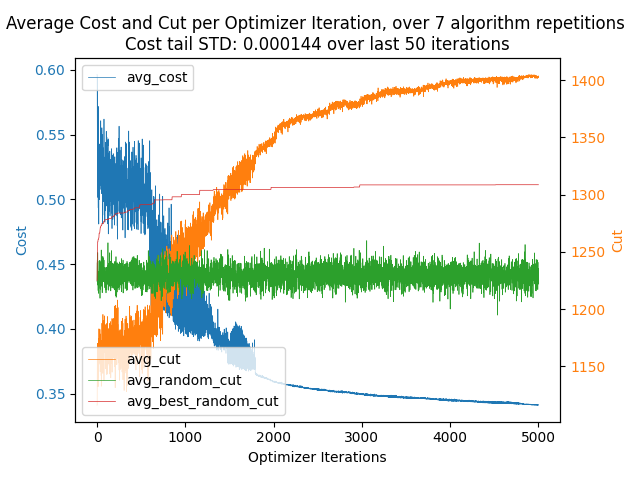 Average Cost and Cut per Optimizer Iteration, over 7 algorithm repetitions
Cost tail STD: 0.000144 over last 50 iterations
avg_cost
avg_cut
avg_random_cut
avg_best_random_cut
Cost
0.60
0.55
0.50
0.45
0.40
0.35
Cut
1400
1350
1300
1250
1200
1150
0 1000 2000 3000 4000 5000
Optimizer Iterations